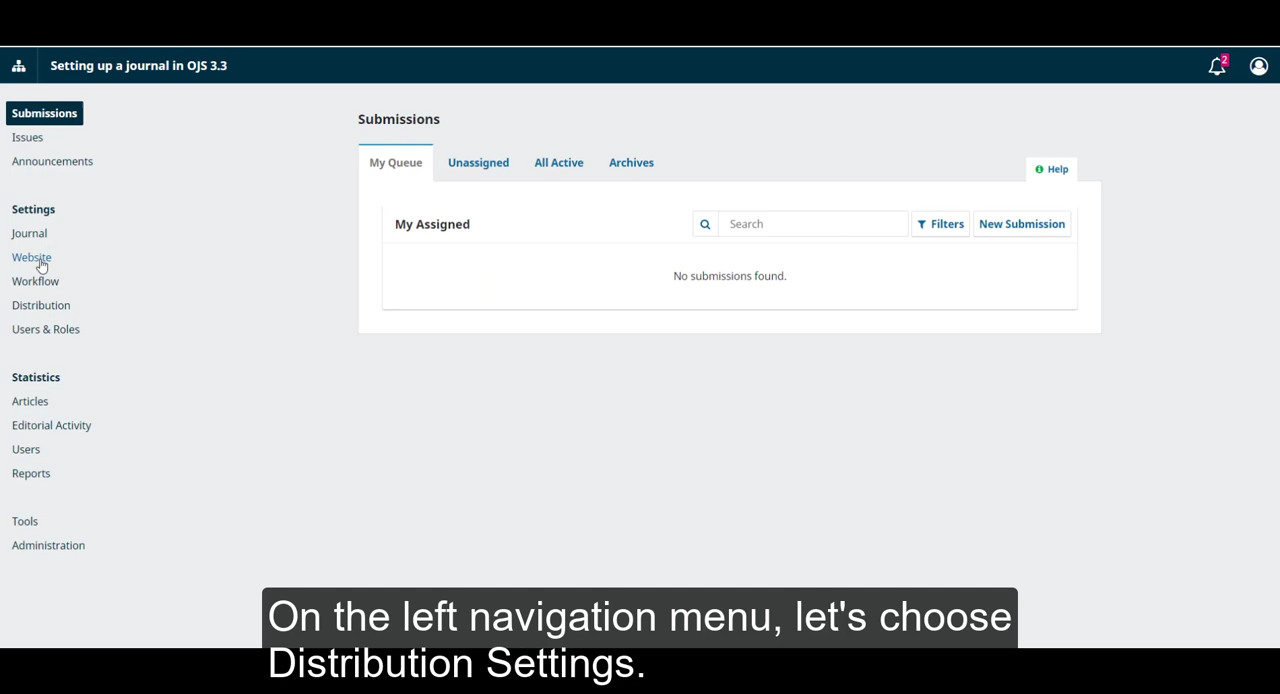 Setting up a journal in OJS 3.3
2
Submissions
Issues
Announcements
Settings
Journal
Website
Workflow
Distribution
Users & Roles
Statistics
Articles
Editorial Activity
Users
Reports
Tools
Administration
Submissions
My Queue Unassigned All Active Archives
Help
My Assigned Search Filters New Submission
No submissions found.
On the left navigation menu, let's choose
Distribution Settings.